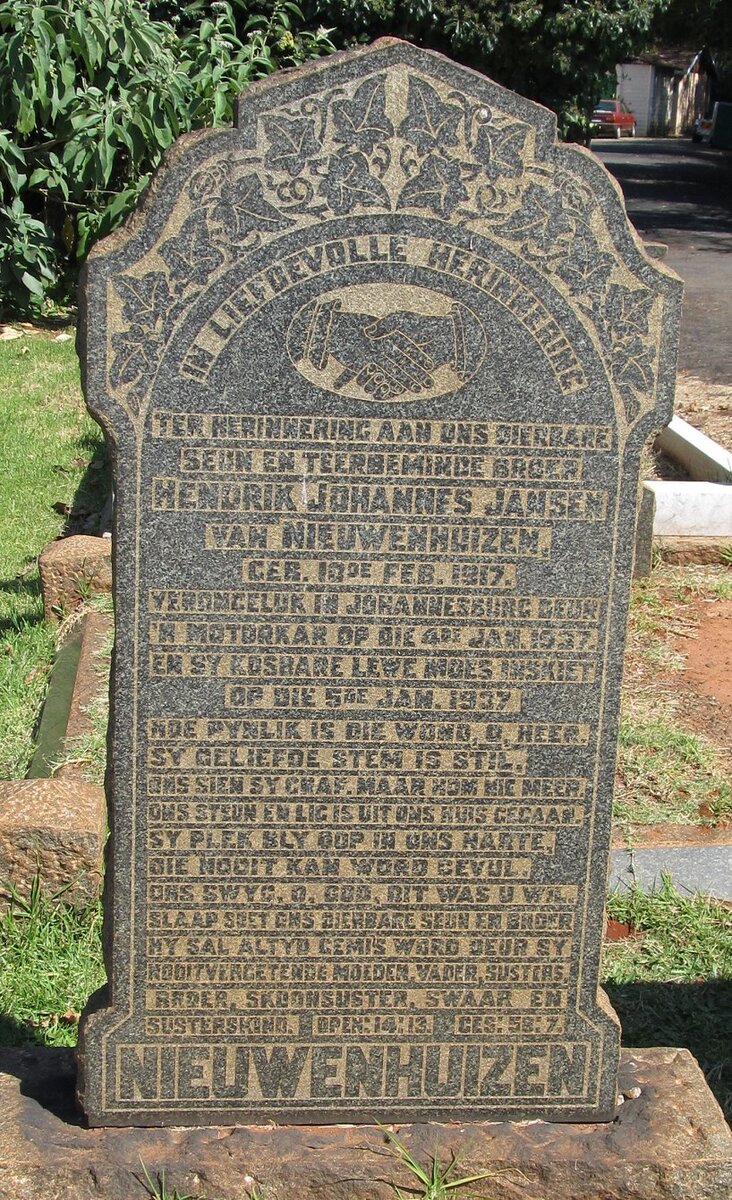 IN LIEFDEVOLLE HERINNERING
TER HERINNERING AAN ONS DIERBARE
SEUN EN TEERBEMINDE BROER
HENDRIK JOHANNES JANSEN
VAN NIEUWENHUIZEN.
GEB. 19DE FEB. 1917.
VERONGELUK IN JOHANNESBURG DEUR
'N MOTORKAR OP DIE 4DE JAN. 1937.
EN SY KOSBARE LEWE MOES INSKIET
OP DIE 5DE JAN. 1937
HOE PYNLIK IS DIE WOND, O, HEER.
SY GELIEFDE STEM IS STIL.
ONS SIEN SY GRAF, MAAR HOM NIE MEER.
ONS STEUN EN LIG IS UIT ONS HUIS GEGAAN.
SY PLEK BLY OOP IN ONS HARTE,
DIE NOOIT KAN WORD GEVUL.
ONS SWYG, O, GOD, DIT WAS U WIL
SLAAP SOET ONS DIERBARE SEUN EN BROER
HY SAL ALTYD GEMIS WORD DEUR SY
NOOITVERGETENDE MOEDER, VADER, SUSTERS,
BROER, SKOONSUSTER, SWAER EN
SUSTERSKIND. OPEN: 14:13. GES: 58:7.
NIEUWENHUIZEN